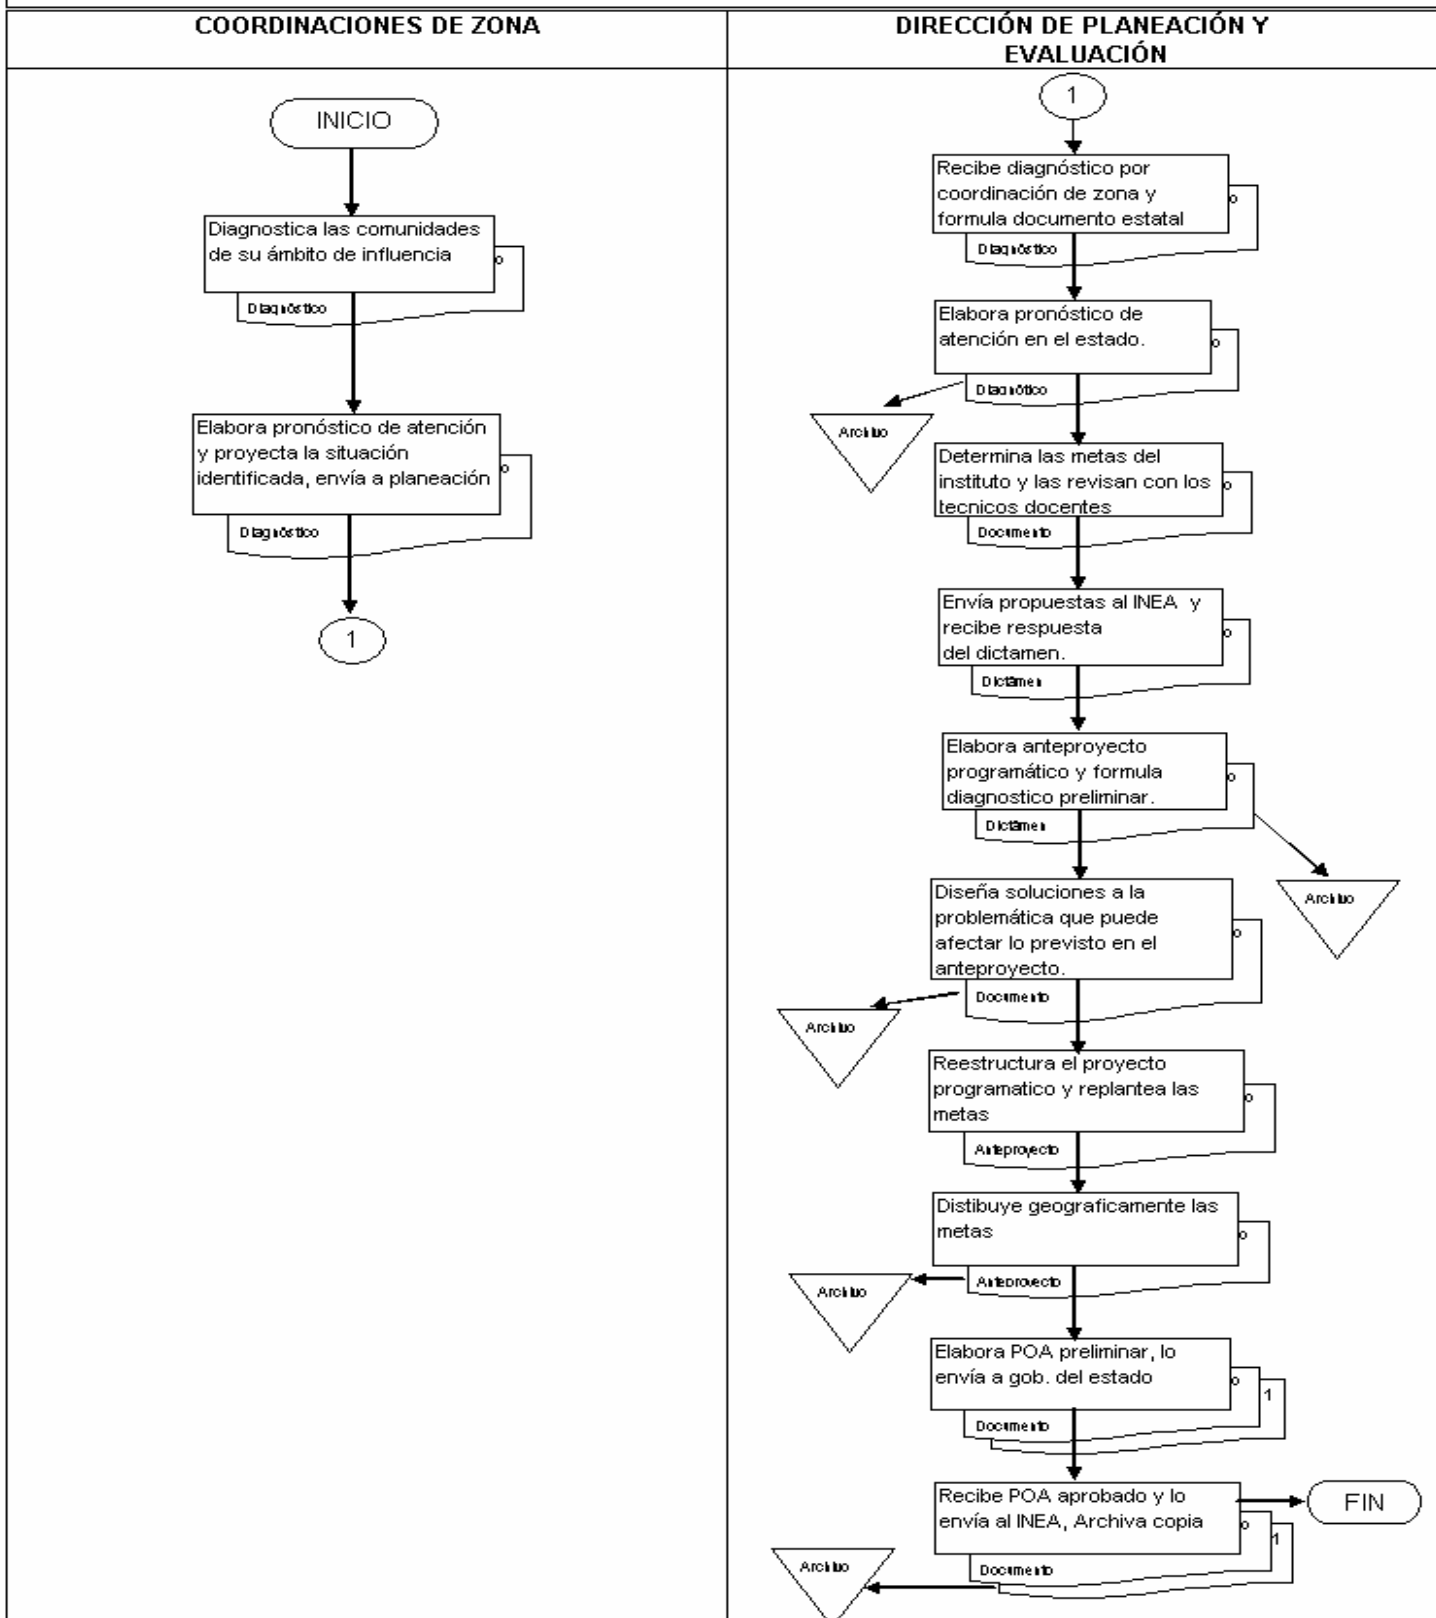 COORDINACIONES DE ZONA
INICIO
Diagnostica las comunidades
de su ámbito de influencia
o
Diagnóstico
Elabora pronóstico de atención
y proyecta la situación
identificada, envía a planeación
o
Diagnóstico
1
DIRECCIÓN DE PLANEACIÓN Y
EVALUACIÓN
1
Recibe diagnóstico por
coordinación de zona y
formula documento estatal
o
Diagnóstico
Elabora pronóstico de
atención en el estado.
o
Diagnótico
Archivo
Determina las metas del
instituto y las revisan con los
tecnicos docentes
o
Documento
Envía propuestas al INEA y
recibe respuesta
del dictamen.
o
Dictámen
Elabora anteproyecto
programático y formula
diagnostico preliminar.
o
Dictámen
Archivo
Diseña soluciones a la
problemática que puede
afectar lo previsto en el
anteproyecto.
o
Documento
Archivo
Reestructura el proyecto
programatico y replantea las
metas
o
Anteproyecto
Distibuye geograficamente las
metas
o
Anteproyecto
Archivo
Elabora POA preliminar, lo
envía a gob. del estado
o
1
Documento
Recibe POA aprobado y lo
envía al INEA, Archiva copia
o
1
Documento
FIN
Archivo